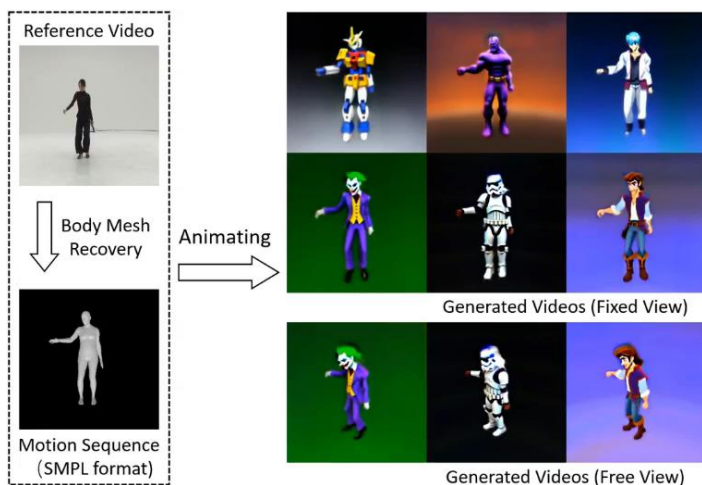 Reference Video
Body Mesh
Recovery
Motion Sequence
(SMPL format)
Animating
Generated Videos (Fixed View)
Generated Videos (Free View)